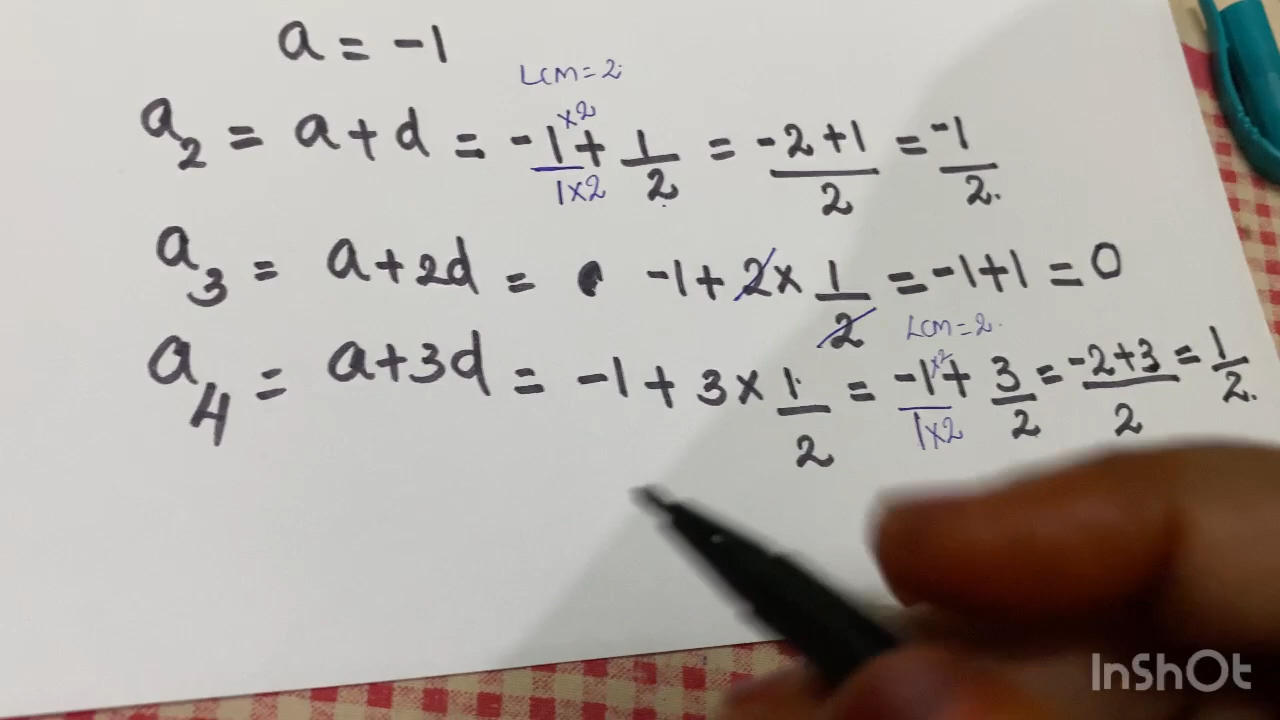 a = -1
LCM = 2
a₂ = a + d = -1×2/1×2 + 1/2 = -2+1/2 = -1/2.
a₃ = a + 2d = -1 + 2 × 1/2 = -1+1 = 0
LCM = 2.
a₄ = a + 3d = -1 + 3 × 1/2 = -1×2/1×2 + 3/2 = -2+3/2 = 1/2.
InShOt